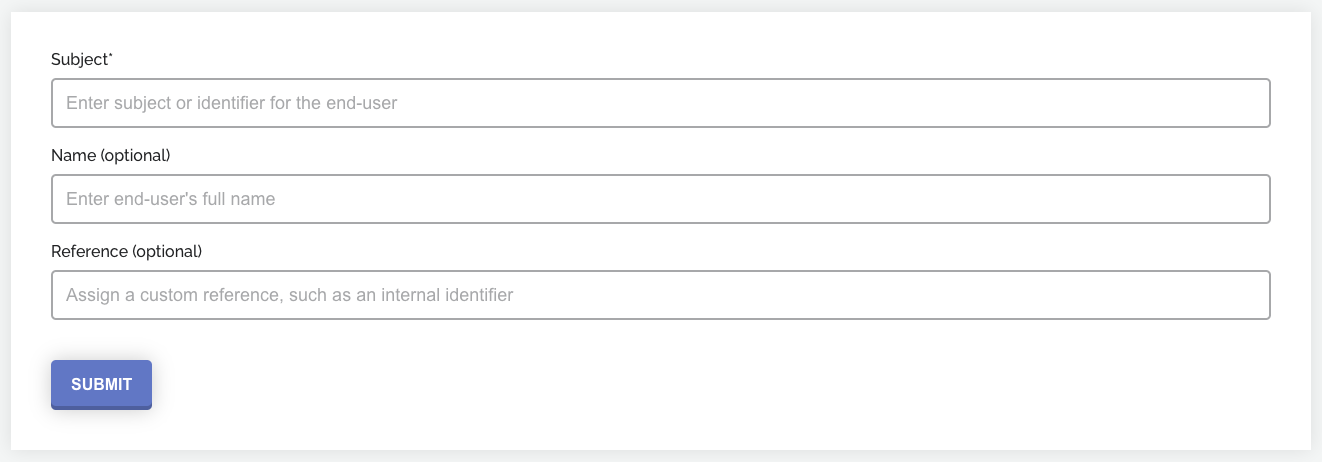 Subject*
Enter subject or identifier for the end-user
Name (optional)
Enter end-user's full name
Reference (optional)
Assign a custom reference, such as an internal identifier
SUBMIT